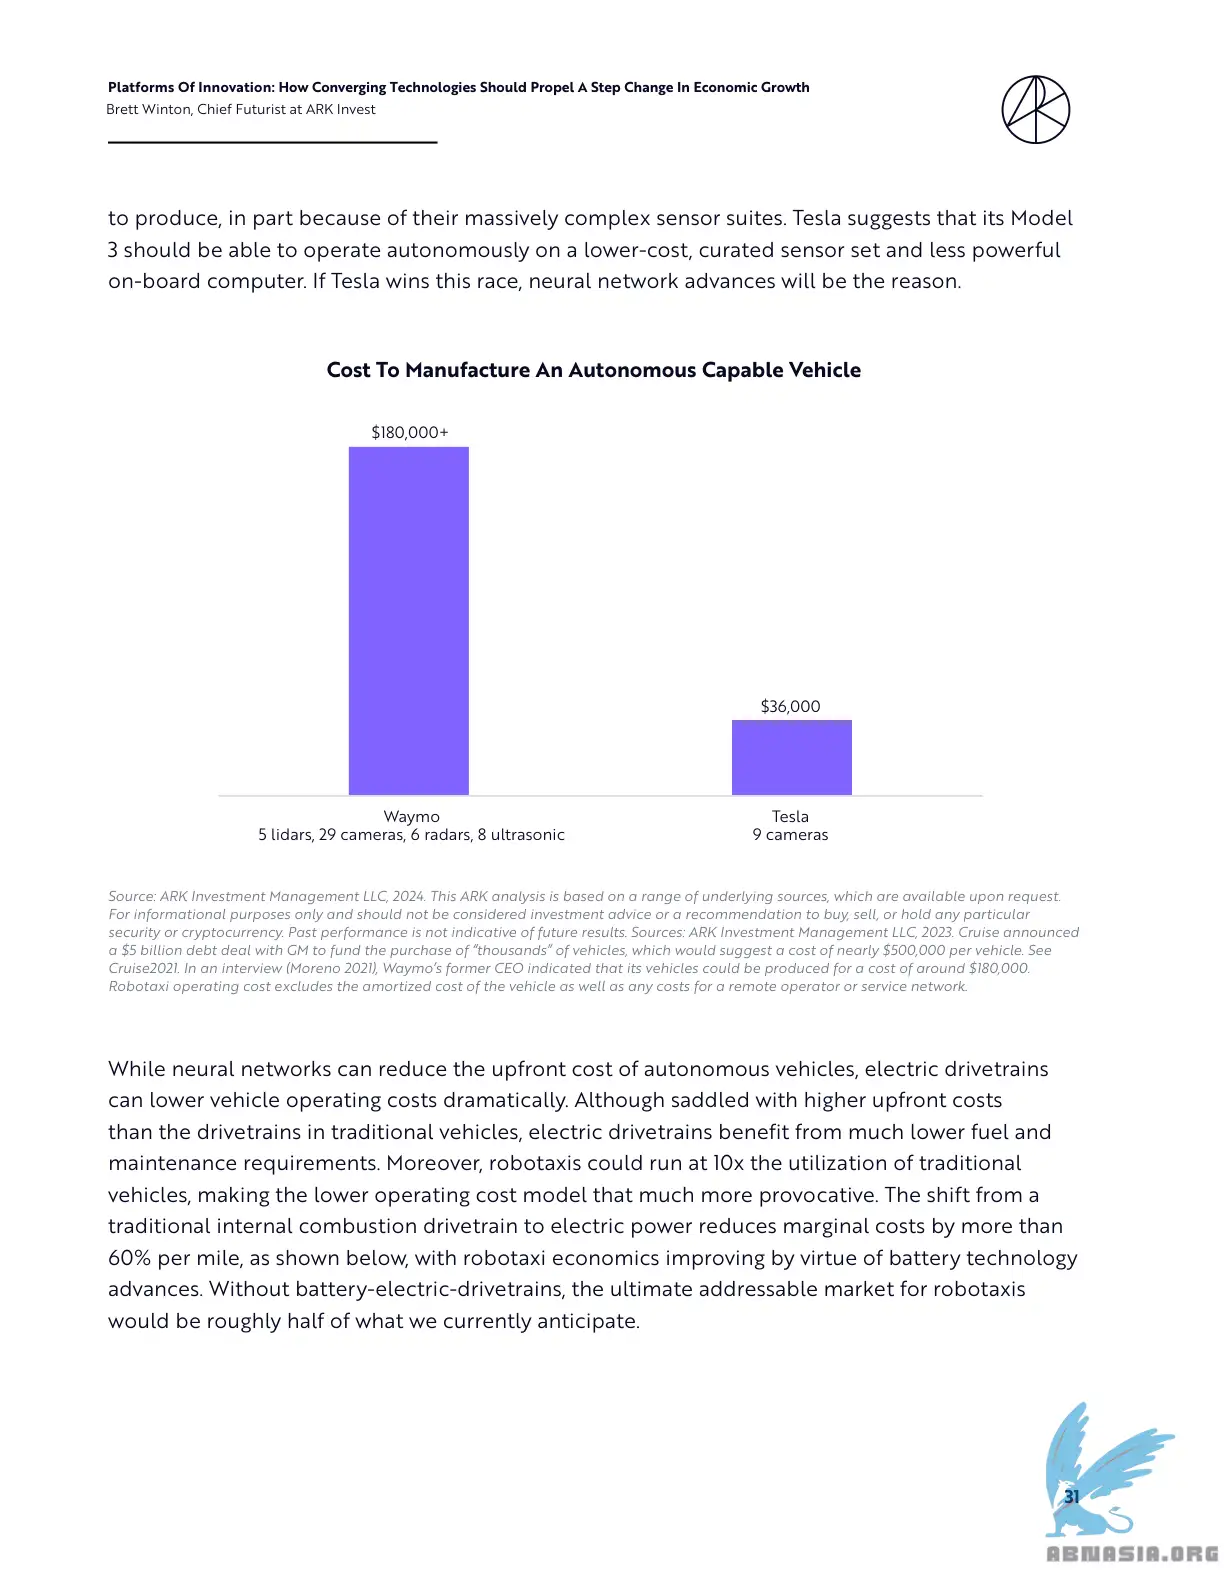 Platforms Of Innovation: How Converging Technologies Should Propel A Step Change In Economic Growth
Brett Winton, Chief Futurist at ARK Invest
to produce, in part because of their massively complex sensor suites. Tesla suggests that its Model
3 should be able to operate autonomously on a lower-cost, curated sensor set and less powerful
on-board computer. If Tesla wins this race, neural network advances will be the reason.
Cost To Manufacture An Autonomous Capable Vehicle
$180,000+
$36,000
Waymo
5 lidars, 29 cameras, 6 radars, 8 ultrasonic
Tesla
9 cameras
Source: ARK Investment Management LLC, 2024. This ARK analysis is based on a range of underlying sources, which are available upon request.
For informational purposes only and should not be considered investment advice or a recommendation to buy, sell, or hold any particular
security or cryptocurrency. Past performance is not indicative of future results. Sources: ARK Investment Management LLC, 2023. Cruise announced
a $5 billion debt deal with GM to fund the purchase of “thousands” of vehicles, which would suggest a cost of nearly $500,000 per vehicle. See
Cruise2021. In an interview (Moreno 2021), Waymo’s former CEO indicated that its vehicles could be produced for a cost of around $180,000.
Robotaxi operating cost excludes the amortized cost of the vehicle as well as any costs for a remote operator or service network.
While neural networks can reduce the upfront cost of autonomous vehicles, electric drivetrains
can lower vehicle operating costs dramatically. Although saddled with higher upfront costs
than the drivetrains in traditional vehicles, electric drivetrains benefit from much lower fuel and
maintenance requirements. Moreover, robotaxis could run at 10x the utilization of traditional
vehicles, making the lower operating cost model that much more provocative. The shift from a
traditional internal combustion drivetrain to electric power reduces marginal costs by more than
60% per mile, as shown below, with robotaxi economics improving by virtue of battery technology
advances. Without battery-electric-drivetrains, the ultimate addressable market for robotaxis
would be roughly half of what we currently anticipate.
31
ABNASIA.ORG